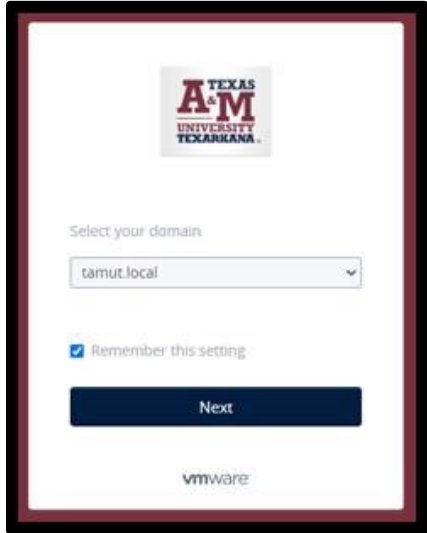 TEXAS
A&M
UNIVERSITY
TEXARKANA
Select your domain
tamut.local
Remember this setting
Next
vmware